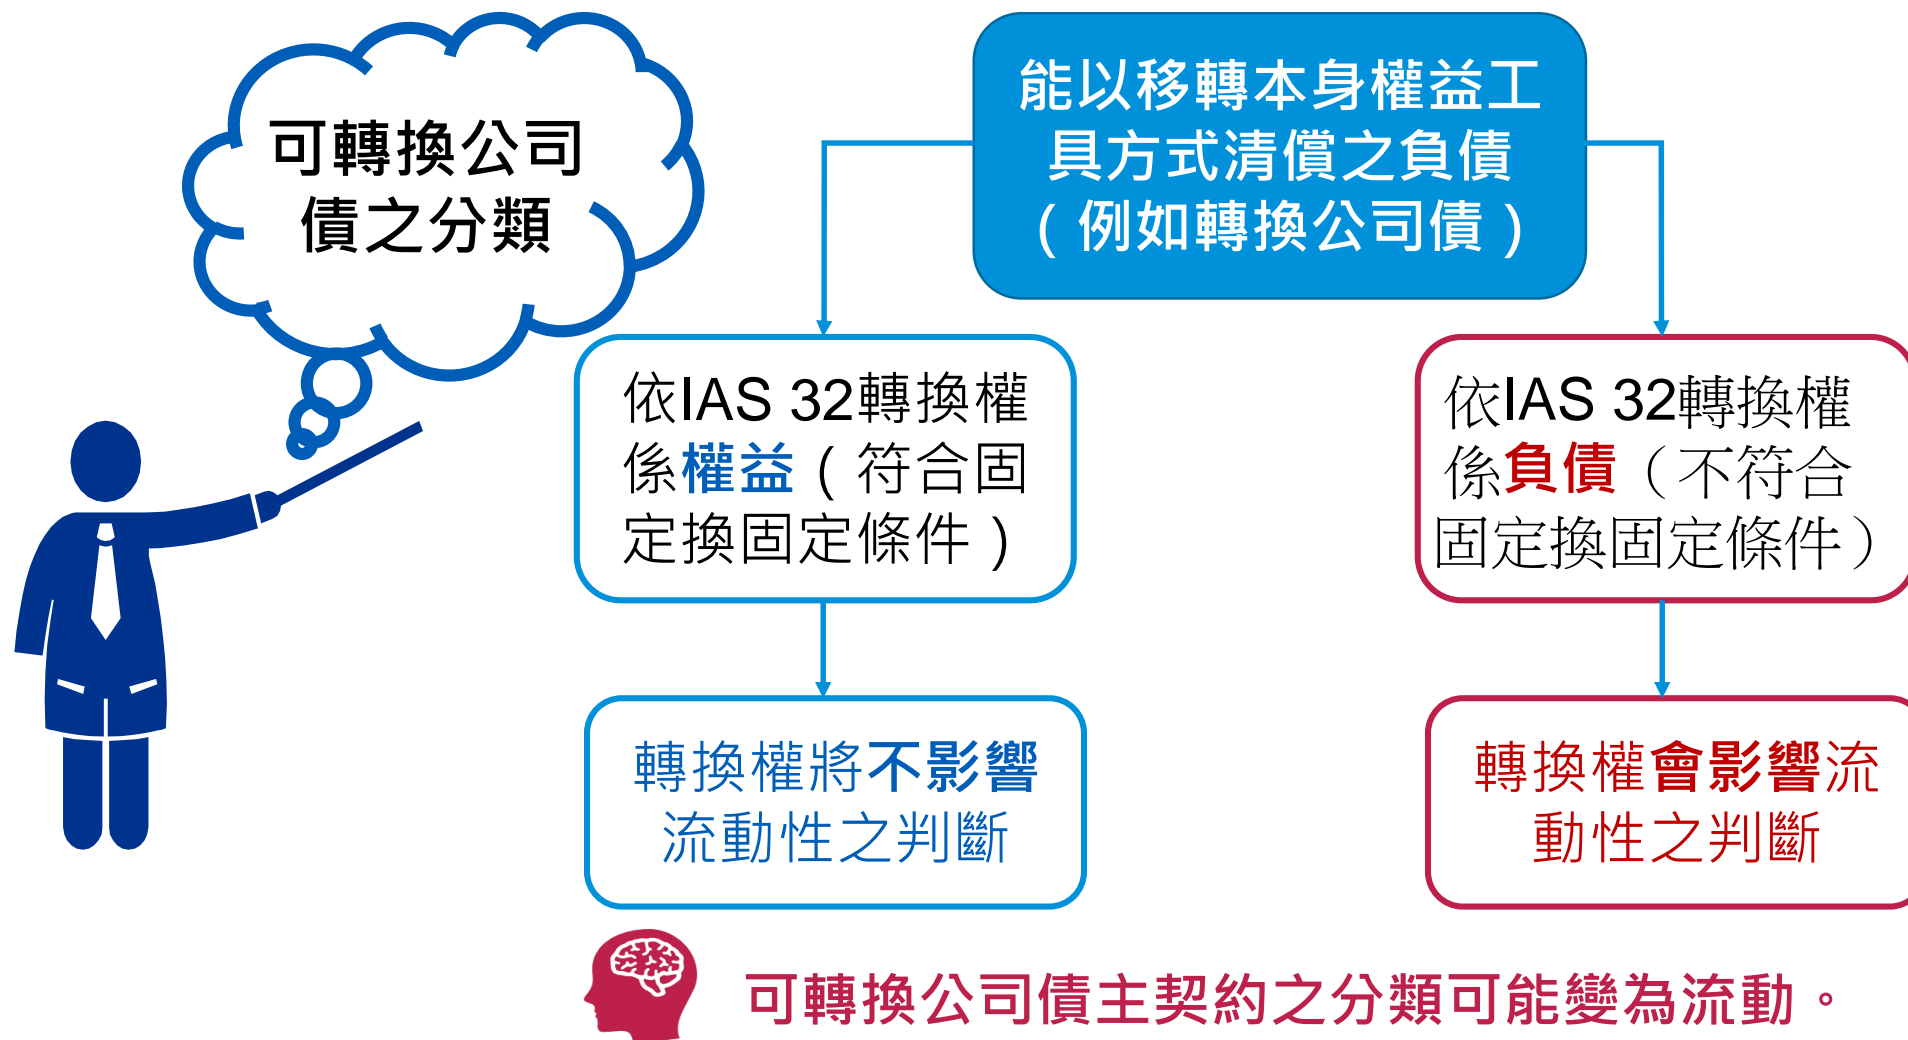 可轉換公司
債之分類
能以移轉本身權益工
具方式清償之負債
（例如轉換公司債）
依IAS 32轉換權
係權益（符合固
定換固定條件）
依IAS 32轉換權
係負債（不符合
固定換固定條件）
轉換權將不影響
流動性之判斷
轉換權會影響流
動性之判斷
可轉換公司債主契約之分類可能變為流動。